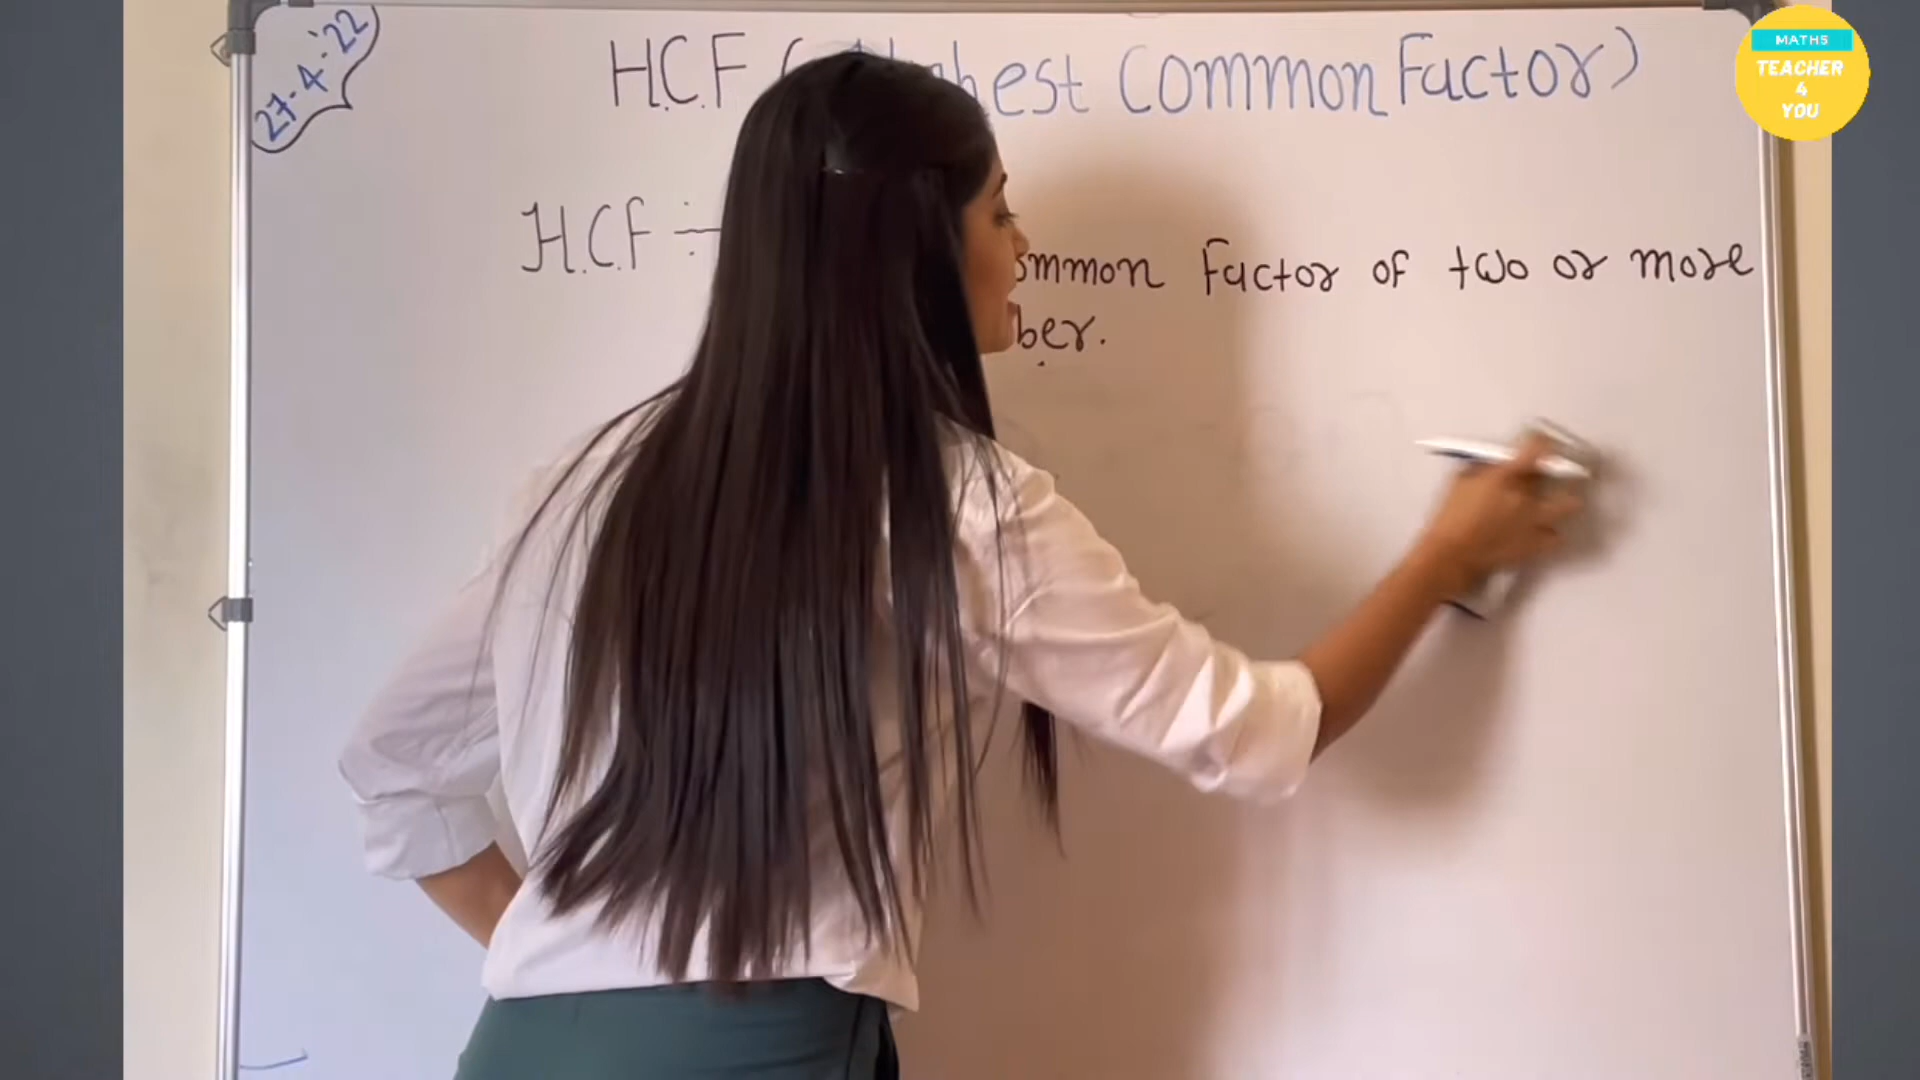 27-4-'22
H.C.F ( Highest Common Factor)
MATHS
TEACHER
4
YOU
H.C.F ÷
ommon Factor of two or more
ber.